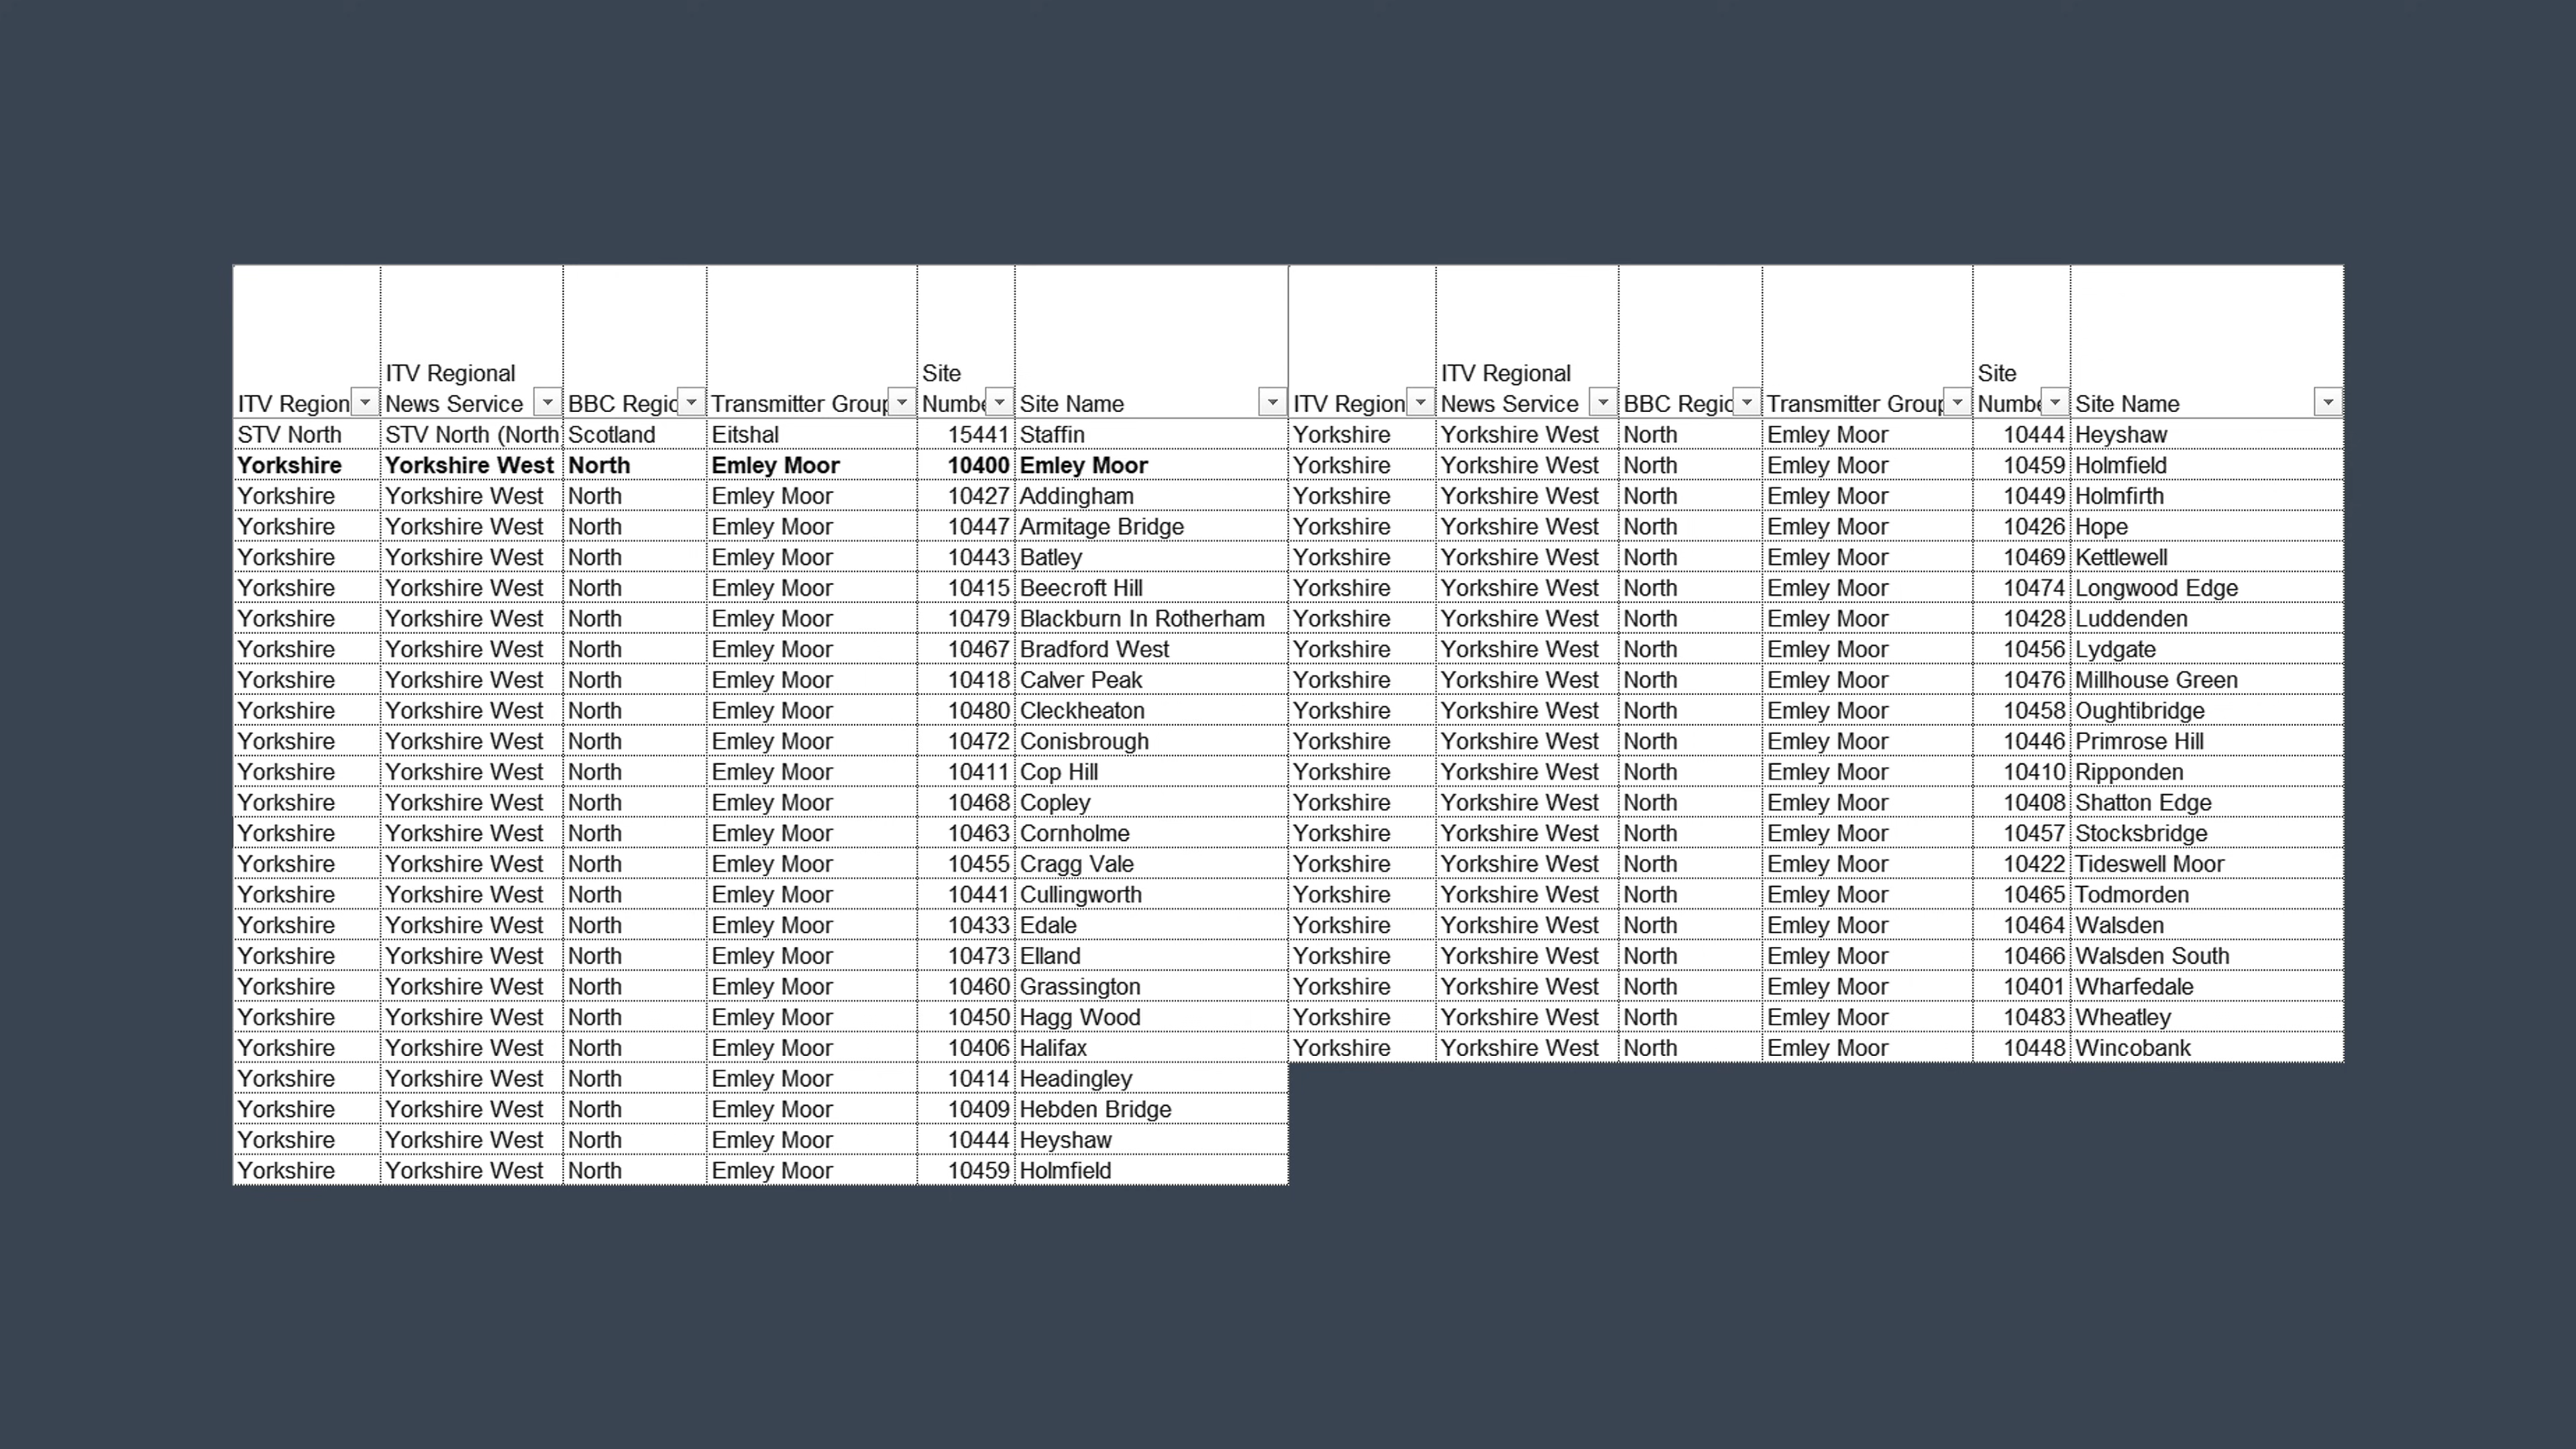 ITV Region ITV Regional News Service BBC Regic Transmitter Group Site Numbe Site Name
STV North STV North (North Scotland Eitshal 15441 Staffin
Yorkshire Yorkshire West North Emley Moor 10400 Emley Moor
Yorkshire Yorkshire West North Emley Moor 10427 Addingham
Yorkshire Yorkshire West North Emley Moor 10447 Armitage Bridge
Yorkshire Yorkshire West North Emley Moor 10443 Batley
Yorkshire Yorkshire West North Emley Moor 10415 Beecroft Hill
Yorkshire Yorkshire West North Emley Moor 10479 Blackburn In Rotherham
Yorkshire Yorkshire West North Emley Moor 10467 Bradford West
Yorkshire Yorkshire West North Emley Moor 10418 Calver Peak
Yorkshire Yorkshire West North Emley Moor 10480 Cleckheaton
Yorkshire Yorkshire West North Emley Moor 10472 Conisbrough
Yorkshire Yorkshire West North Emley Moor 10411 Cop Hill
Yorkshire Yorkshire West North Emley Moor 10468 Copley
Yorkshire Yorkshire West North Emley Moor 10463 Cornholme
Yorkshire Yorkshire West North Emley Moor 10455 Cragg Vale
Yorkshire Yorkshire West North Emley Moor 10441 Cullingworth
Yorkshire Yorkshire West North Emley Moor 10433 Edale
Yorkshire Yorkshire West North Emley Moor 10473 Elland
Yorkshire Yorkshire West North Emley Moor 10460 Grassington
Yorkshire Yorkshire West North Emley Moor 10450 Hagg Wood
Yorkshire Yorkshire West North Emley Moor 10406 Halifax
Yorkshire Yorkshire West North Emley Moor 10414 Headingley
Yorkshire Yorkshire West North Emley Moor 10409 Hebden Bridge
Yorkshire Yorkshire West North Emley Moor 10444 Heyshaw
Yorkshire Yorkshire West North Emley Moor 10459 Holmfield
ITV Region ITV Regional News Service BBC Regic Transmitter Group Site Numbe Site Name
Yorkshire Yorkshire West North Emley Moor 10444 Heyshaw
Yorkshire Yorkshire West North Emley Moor 10459 Holmfield
Yorkshire Yorkshire West North Emley Moor 10449 Holmfirth
Yorkshire Yorkshire West North Emley Moor 10426 Hope
Yorkshire Yorkshire West North Emley Moor 10469 Kettlewell
Yorkshire Yorkshire West North Emley Moor 10474 Longwood Edge
Yorkshire Yorkshire West North Emley Moor 10428 Luddenden
Yorkshire Yorkshire West North Emley Moor 10456 Lydgate
Yorkshire Yorkshire West North Emley Moor 10476 Millhouse Green
Yorkshire Yorkshire West North Emley Moor 10458 Oughtibridge
Yorkshire Yorkshire West North Emley Moor 10446 Primrose Hill
Yorkshire Yorkshire West North Emley Moor 10410 Ripponden
Yorkshire Yorkshire West North Emley Moor 10408 Shatton Edge
Yorkshire Yorkshire West North Emley Moor 10457 Stocksbridge
Yorkshire Yorkshire West North Emley Moor 10422 Tideswell Moor
Yorkshire Yorkshire West North Emley Moor 10465 Todmorden
Yorkshire Yorkshire West North Emley Moor 10464 Walsden
Yorkshire Yorkshire West North Emley Moor 10466 Walsden South
Yorkshire Yorkshire West North Emley Moor 10401 Wharfedale
Yorkshire Yorkshire West North Emley Moor 10483 Wheatley
Yorkshire Yorkshire West North Emley Moor 10448 Wincobank